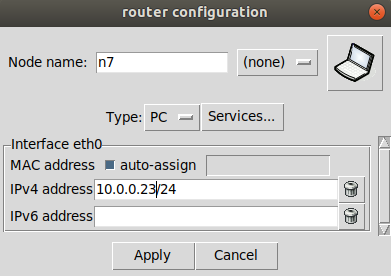 router configuration
Node name: n7 (none)
Type: PC Services...
Interface eth0
MAC address auto-assign
IPv4 address 10.0.0.23/24
IPv6 address
Apply Cancel